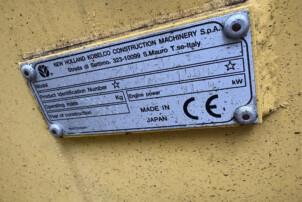 NEW HOLLAND KOBELCO CONSTRUCTION MACHINERY S.p.A.
Strada di Settimo, 323-10099 S.Mauro T.se-Italy
Model
Product Identification Number ☆ ☆
Operating mass Kg Engine power kW
Year of construction
MADE IN
JAPAN
CE